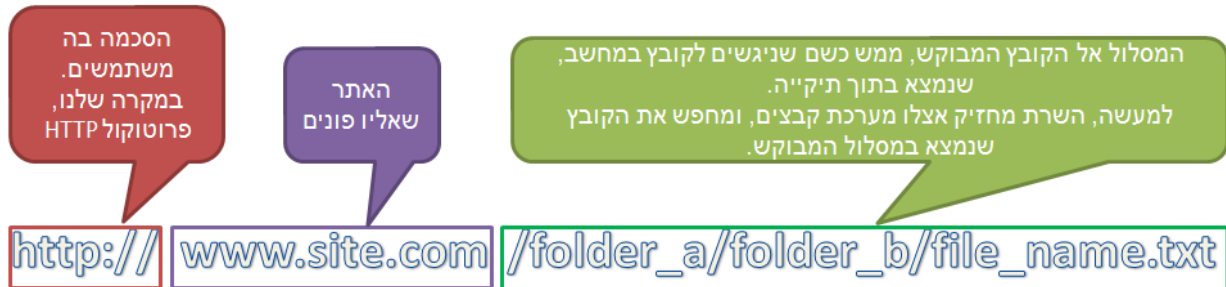 הסכמה בה
משתמשים.
במקרה שלנו,
פרוטוקול HTTP
האתר
שאליו פונים
המסלול אל הקובץ המבוקש, ממש כשם שניגשים לקובץ במחשב,
שנמצא בתוך תיקייה.
למעשה, השרת מחזיק אצלו מערכת קבצים, ומחפש את הקובץ
שנמצא במסלול המבוקש.
http:// www.site.com /folder_a/folder_b/file_name.txt